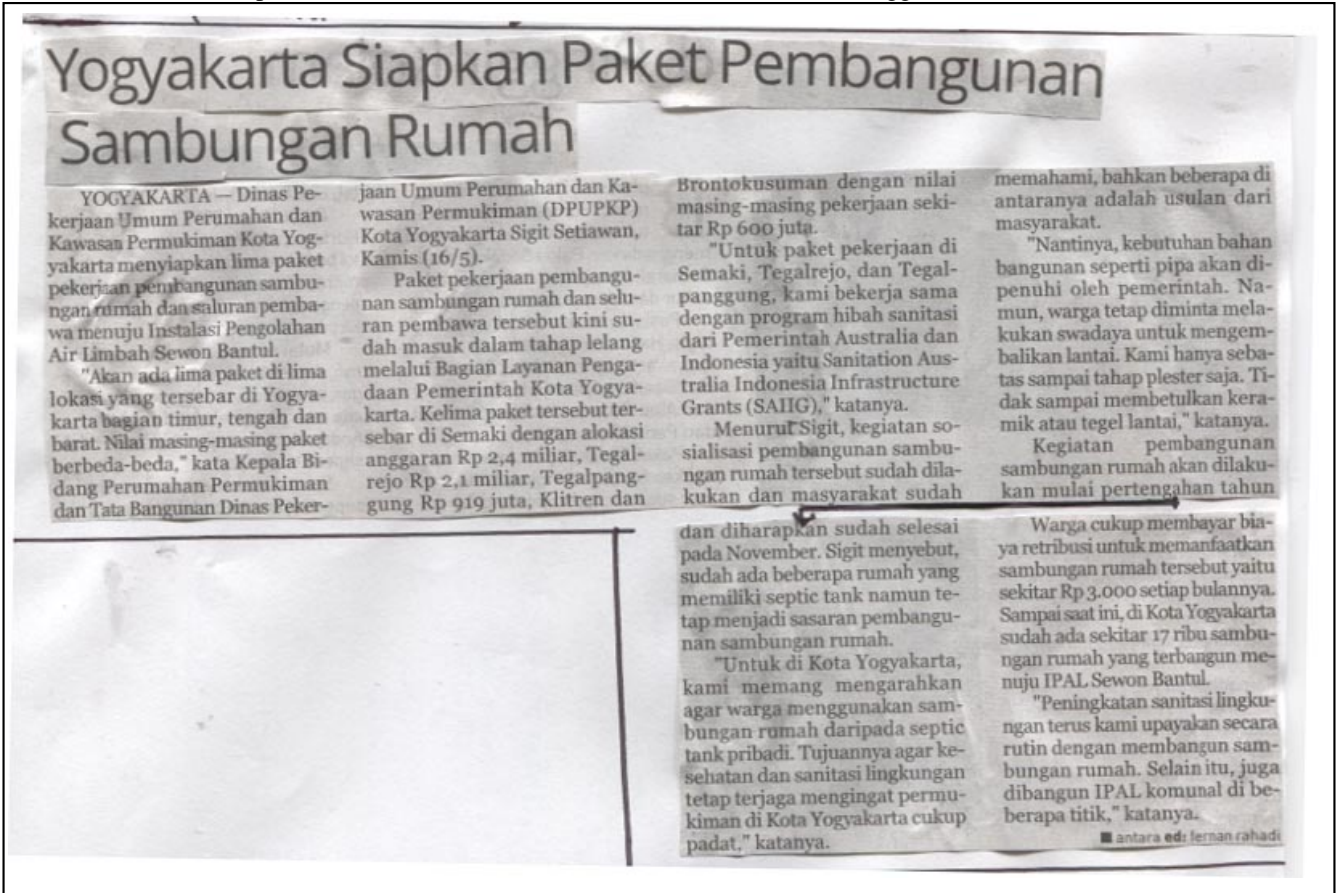 Yogyakarta Siapkan Paket Pembangunan
Sambungan Rumah
YOGYAKARTA — Dinas Pe-
kerjaan Umum Perumahan dan
Kawasan Permukiman Kota Yog-
yakarta menyiapkan lima paket
pekerjaan pembangunan sambu-
ngan rumah dan saluran pemba-
wa menuju Instalasi Pengolahan
Air Limbah Sewon Bantul.
"Akan ada lima paket di lima
lokasi yang tersebar di Yogya-
karta bagian timur, tengah dan
barat. Nilai masing-masing paket
berbeda-beda," kata Kepala Bi-
dang Perumahan Permukiman
dan Tata Bangunan Dinas Peker-
jaan Umum Perumahan dan Ka-
wasan Permukiman (DPUPKP)
Kota Yogyakarta Sigit Setiawan,
Kamis (16/5).
Paket pekerjaan pembangu-
nan sambungan rumah dan selu-
ran pembawa tersebut kini su-
dah masuk dalam tahap lelang
melalui Bagian Layanan Penga-
daan Pemerintah Kota Yogya-
karta. Kelima paket tersebut ter-
sebar di Semaki dengan alokasi
anggaran Rp 2,4 miliar, Tegal-
rejo Rp 2,1 miliar, Tegalpang-
gung Rp 919 juta, Klitren dan
Brontokusuman dengan nilai
masing-masing pekerjaan seki-
tar Rp 600 juta.
"Untuk paket pekerjaan di
Semaki, Tegalrejo, dan Tegal-
panggung, kami bekerja sama
dengan program hibah sanitasi
dari Pemerintah Australia dan
Indonesia yaitu Sanitation Aus-
tralia Indonesia Infrastructure
Grants (SAIIG)," katanya.
Menurut Sigit, kegiatan so-
sialisasi pembangunan sambu-
ngan rumah tersebut sudah dila-
kukan dan masyarakat sudah
memahami, bahkan beberapa di
antaranya adalah usulan dari
masyarakat.
"Nantinya, kebutuhan bahan
bangunan seperti pipa akan di-
penuhi oleh pemerintah. Na-
mun, warga tetap diminta mela-
kukan swadaya untuk mengem-
balikan lantai. Kami hanya seba-
tas sampai tahap plester saja. Ti-
dak sampai membetulkan kera-
mik atau tegel lantai," katanya.
Kegiatan pembangunan
sambungan rumah akan dilaku-
kan mulai pertengahan tahun
dan diharapkan sudah selesai
pada November. Sigit menyebut,
sudah ada beberapa rumah yang
memiliki septic tank namun te-
tap menjadi sasaran pembangu-
nan sambungan rumah.
"Untuk di Kota Yogyakarta,
kami memang mengarahkan
agar warga menggunakan sam-
bungan rumah daripada septic
tank pribadi. Tujuannya agar ke-
sehatan dan sanitasi lingkungan
tetap terjaga mengingat permu-
kiman di Kota Yogyakarta cukup
padat," katanya.
Warga cukup membayar bia-
ya retribusi untuk memanfaatkan
sambungan rumah tersebut yaitu
sekitar Rp 3.000 setiap bulannya.
Sampai saat ini, di Kota Yogyakarta
sudah ada sekitar 17 ribu sambu-
ngan rumah yang terbangun me-
nuju IPAL Sewon Bantul.
"Peningkatan sanitasi lingku-
ngan terus kami upayakan secara
rutin dengan membangun sam-
bungan rumah. Selain itu, juga
dibangun IPAL komunal di be-
berapa titik," katanya.
■ antara ed: fernan rahadi